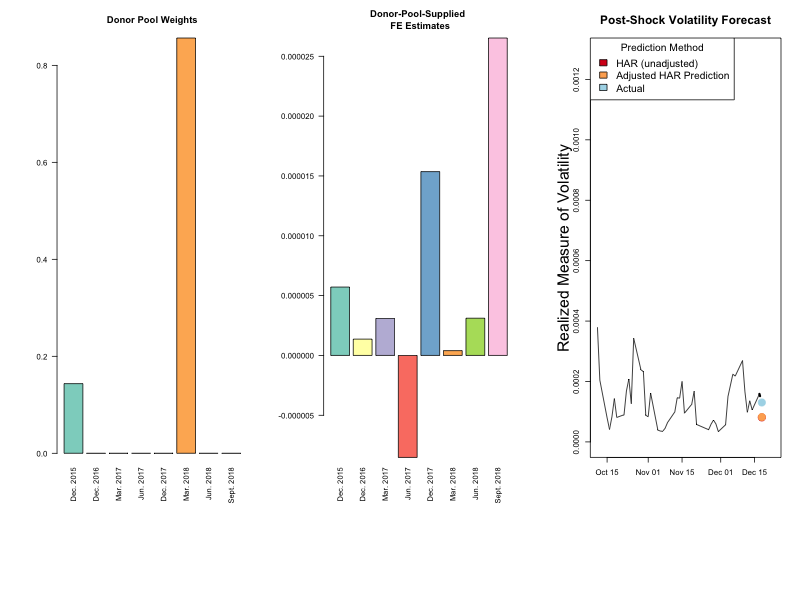 Donor Pool Weights
0.8
0.6
0.4
0.2
0.0
Dec. 2015
Dec. 2016
Mar. 2017
Jun. 2017
Dec. 2017
Mar. 2018
Jun. 2018
Sept. 2018
Donor-Pool-Supplied
FE Estimates
0.000025
0.000020
0.000015
0.000010
0.000005
0.000000
-0.000005
Dec. 2015
Dec. 2016
Mar. 2017
Jun. 2017
Dec. 2017
Mar. 2018
Jun. 2018
Sept. 2018
Post-Shock Volatility Forecast
Prediction Method
HAR (unadjusted)
Adjusted HAR Prediction
Actual
Realized Measure of Volatility
0.0012
0.0010
0.0008
0.0006
0.0004
0.0002
0.0000
Oct 15
Nov 01
Nov 15
Dec 01
Dec 15